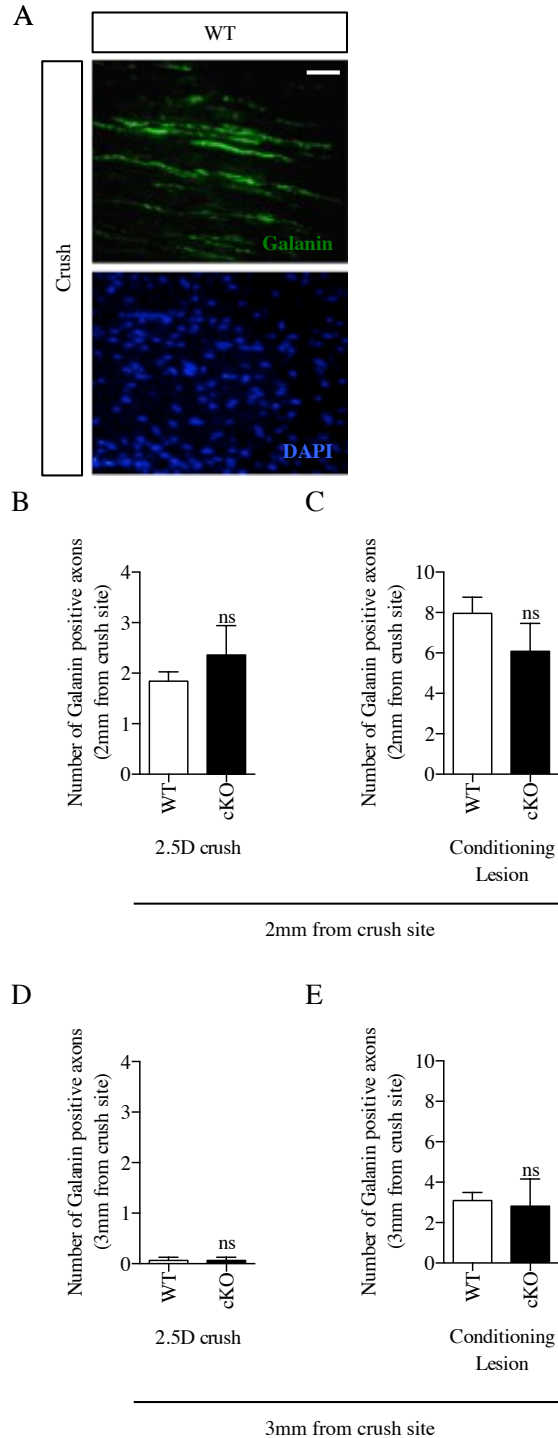 A
WT
Crush
Galanin
DAPI
B
Number of Galanin positive axons
(2mm from crush site)
4
3
2
1
0
ns
WT
cKO
2.5D crush
C
Number of Galanin positive axons
(2mm from crush site)
10
8
6
4
2
0
ns
WT
cKO
Conditioning
Lesion
2mm from crush site
D
Number of Galanin positive axons
(3mm from crush site)
4
3
2
1
0
ns
WT
cKO
2.5D crush
E
Number of Galanin positive axons
(3mm from crush site)
10
8
6
4
2
0
ns
WT
cKO
Conditioning
Lesion
3mm from crush site